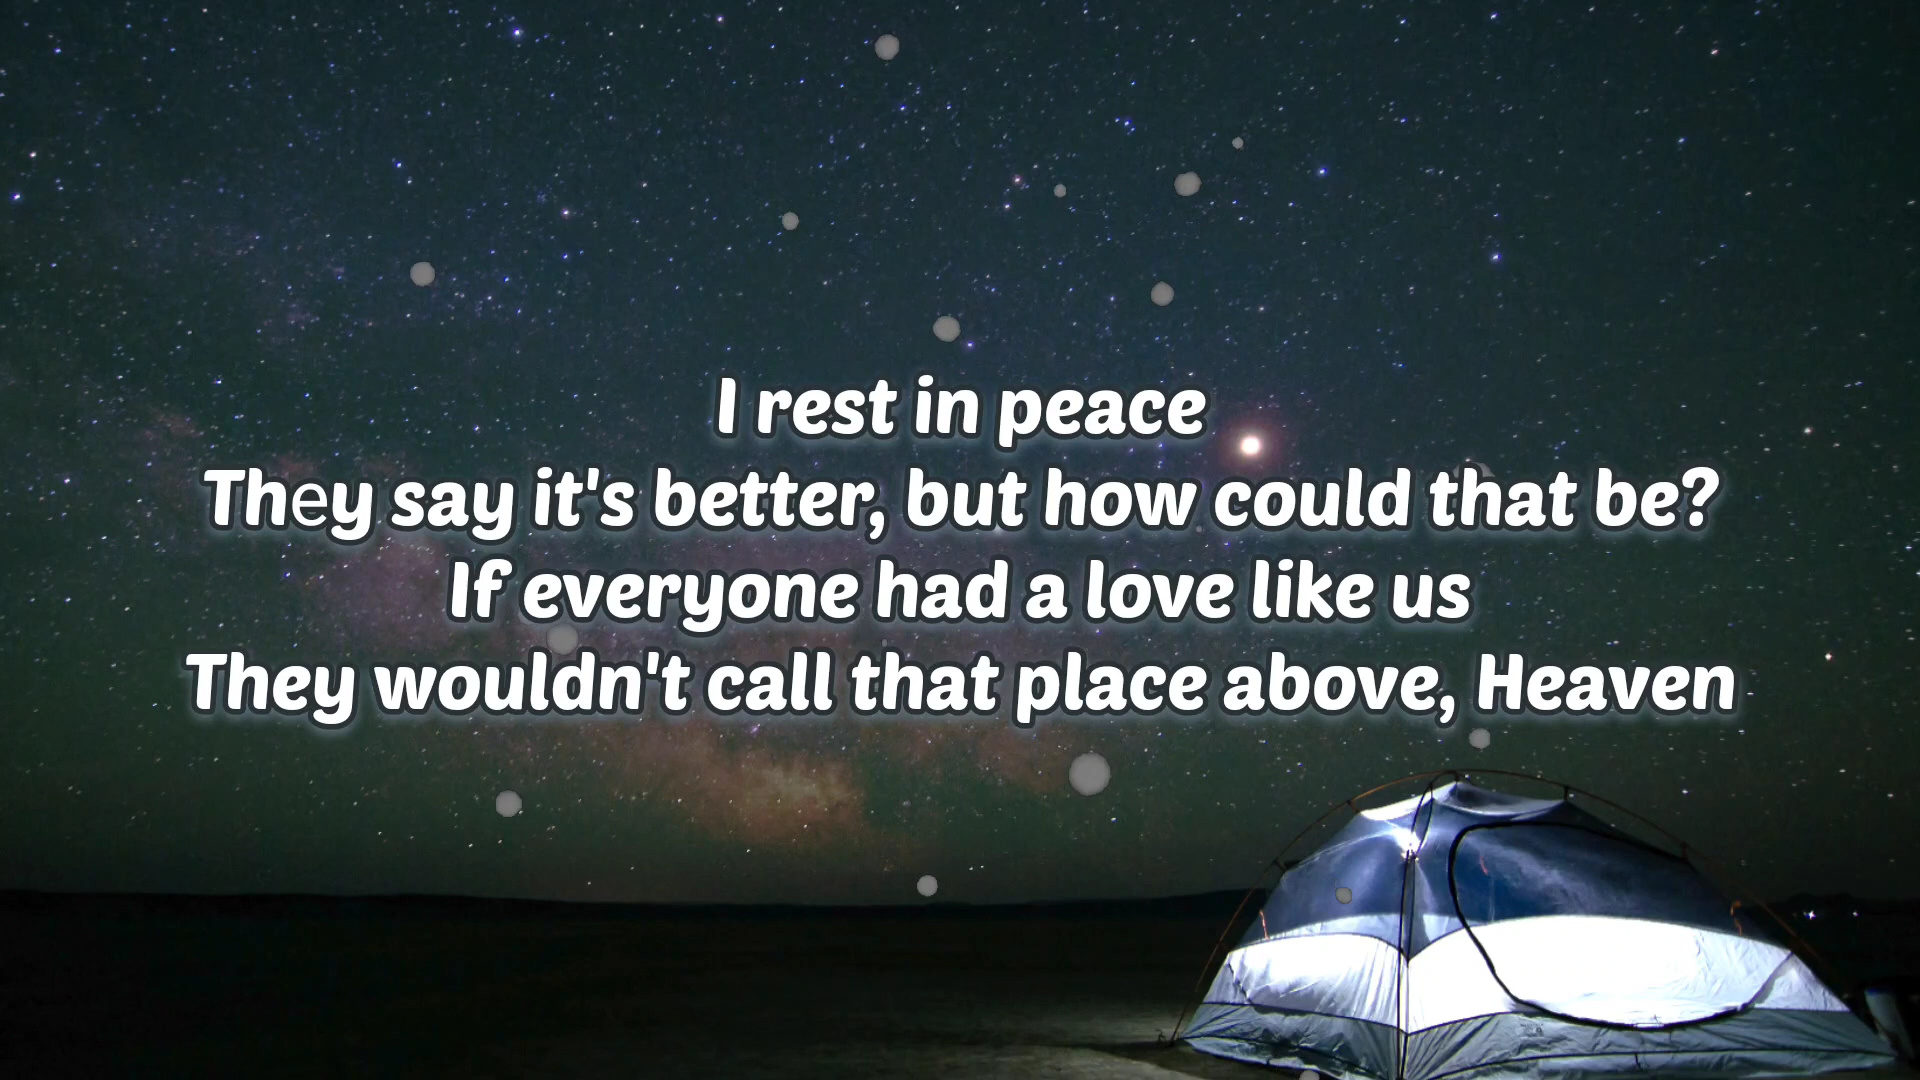 I rest in peace
Thеy say it's better, but how could that be?
If everyone had a love like us
They wouldn't call that place above, Heaven